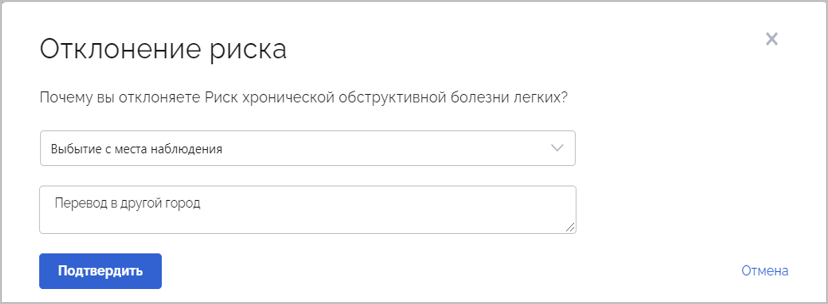 Отклонение риска
Почему вы отклоняете Риск хронической обструктивной болезни легких?
Выбытие с места наблюдения
Перевод в другой город
Подтвердить
Отмена